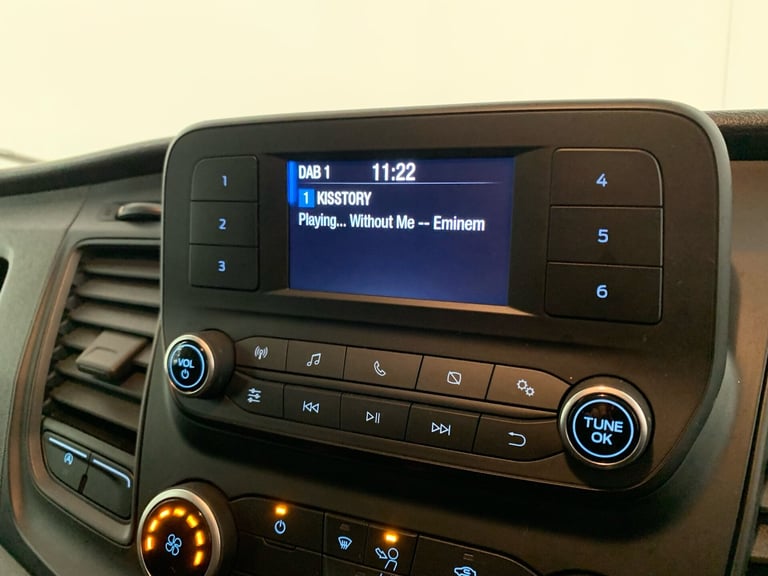 DAB 1 11:22
1 KISSTORY
Playing... Without Me -- Eminem
1
2
3
4
5
6
VOL
TUNE
OK
A